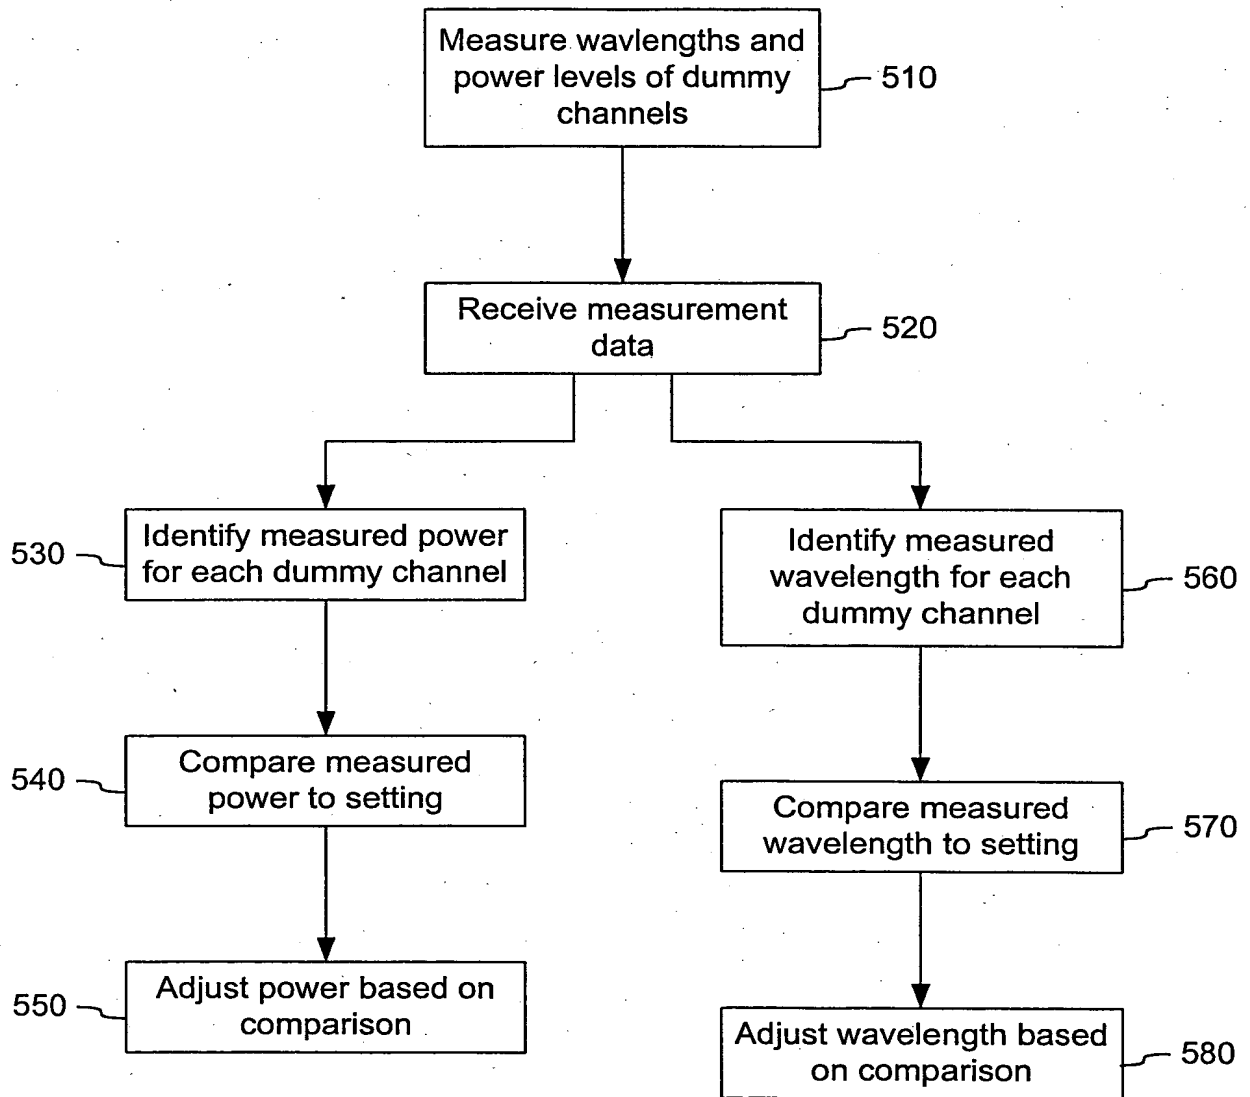 Measure wavlengths and
power levels of dummy
channels
510
Receive measurement
data
520
Identify measured power
for each dummy channel
530
Compare measured
power to setting
540
Adjust power based on
comparison
550
Identify measured
wavelength for each
dummy channel
560
Compare measured
wavelength to setting
570
Adjust wavelength based
on comparison
580